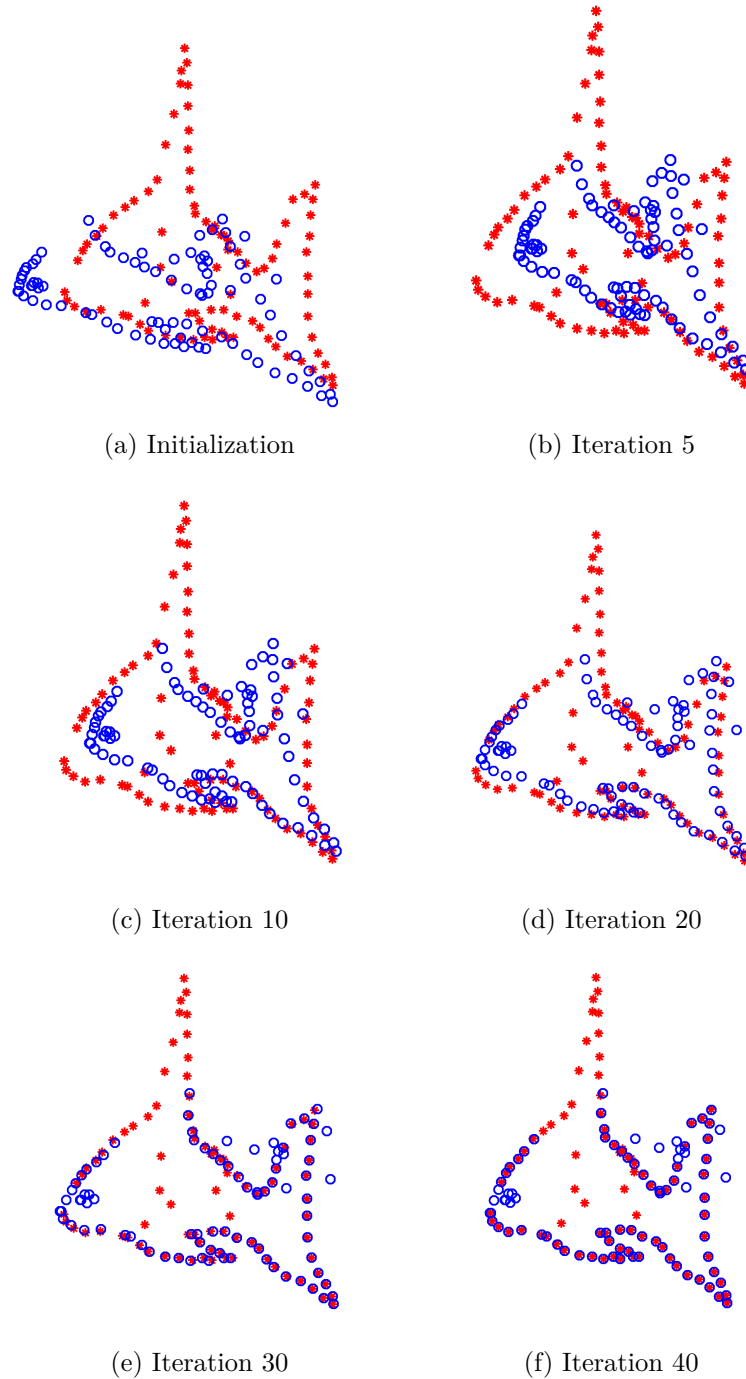 (a) Initialization
(b) Iteration 5
(c) Iteration 10
(d) Iteration 20
(e) Iteration 30
(f) Iteration 40